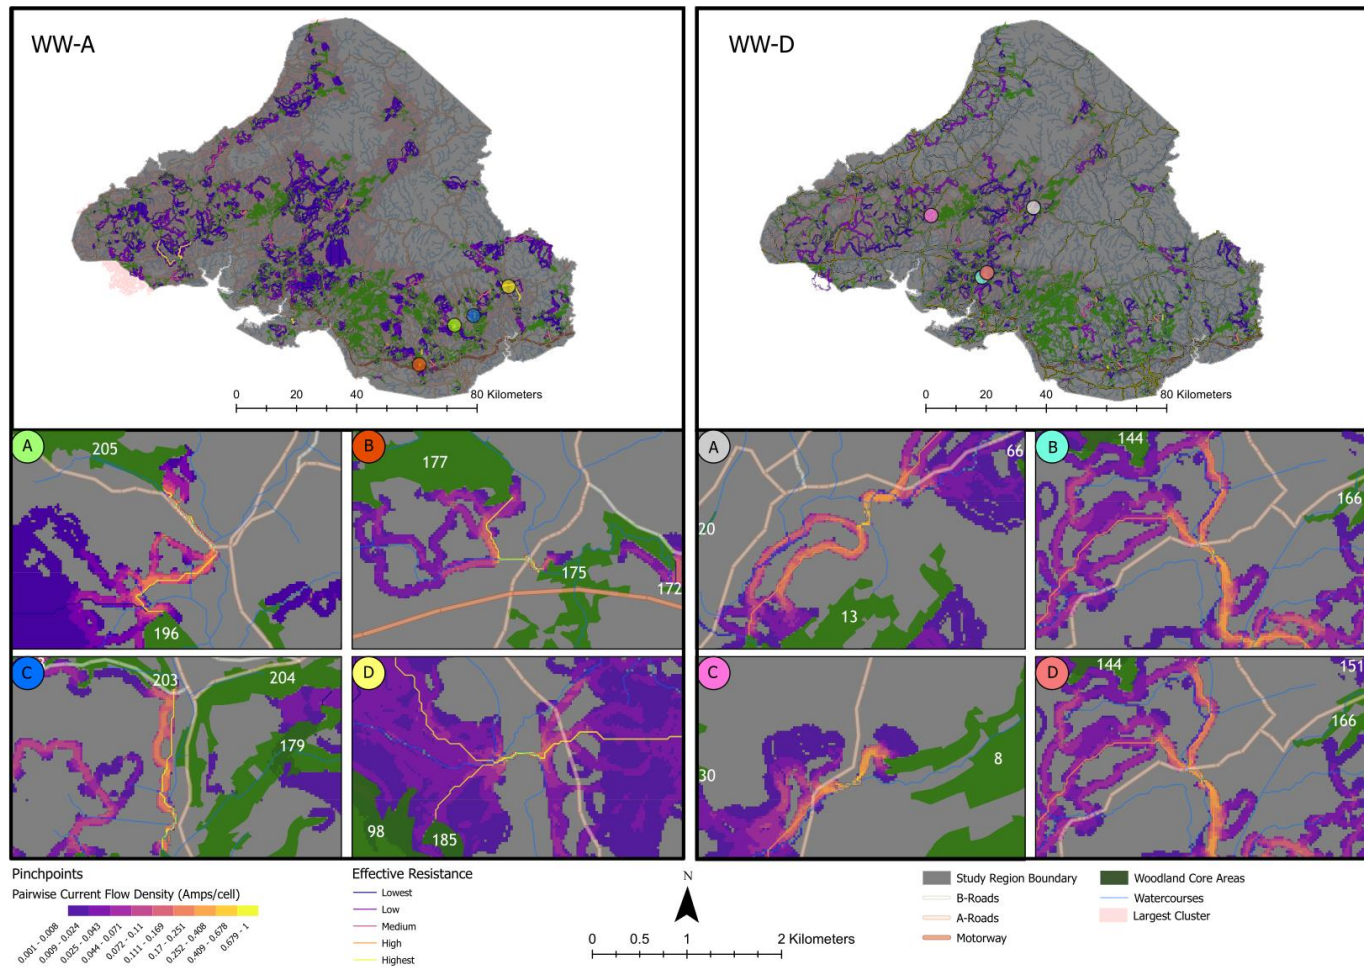 WW-A
0 20 40 80 Kilometers
WW-D
0 20 40 80 Kilometers
A
205
196
B
177
175
172
C
203
204
179
D
98
185
A
66
20
13
B
144
166
C
30
8
D
144
151
166
Pinchpoints
Pairwise Current Flow Density (Amps/cell)
0.001 - 0.008
0.009 - 0.024
0.025 - 0.043
0.044 - 0.071
0.072 - 0.11
0.111 - 0.169
0.17 - 0.251
0.252 - 0.408
0.409 - 0.678
0.679 - 1
Effective Resistance
Lowest
Low
Medium
High
Highest
N
0 0.5 1 2 Kilometers
Study Region Boundary
B-Roads
A-Roads
Motorway
Woodland Core Areas
Watercourses
Largest Cluster